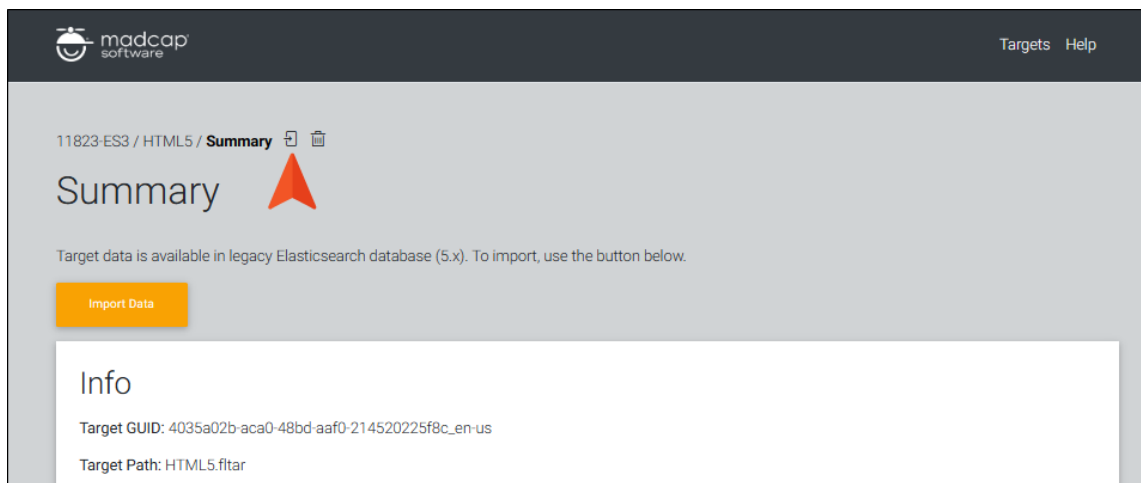 madcap
software
Targets Help
11823-ES3 / HTML5 / Summary
Summary
Target data is available in legacy Elasticsearch database (5.x). To import, use the button below.
Import Data
Info
Target GUID: 4035a02b-aca0-48bd-aaf0-214520225f8c_en-us
Target Path: HTML5.fltar